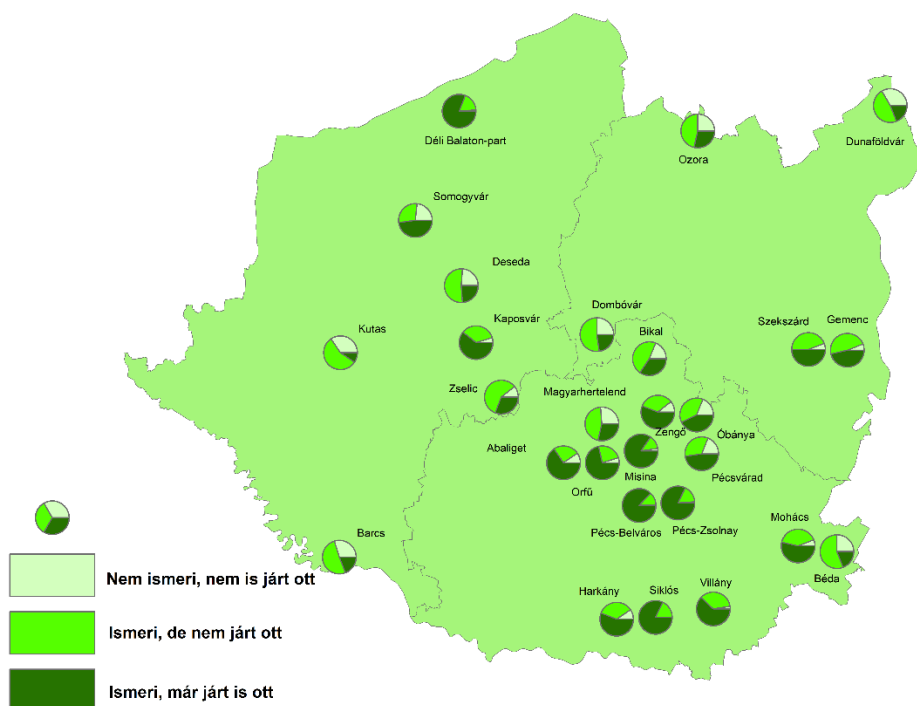 Déli Balaton-part
Ozora
Dunaföldvár
Somogyvár
Deseda
Kaposvár
Kutas
Dombóvár
Bikal
Szekszárd
Gemenc
Zselic
Magyarhertelend
Zengő
Óbánya
Abaliget
Orfű
Misina
Pécsvárad
Pécs-Belváros
Pécs-Zsolnay
Mohács
Béda
Barcs
Harkány
Siklós
Villány
Nem ismeri, nem is járt ott
Ismeri, de nem járt ott
Ismeri, már járt is ott